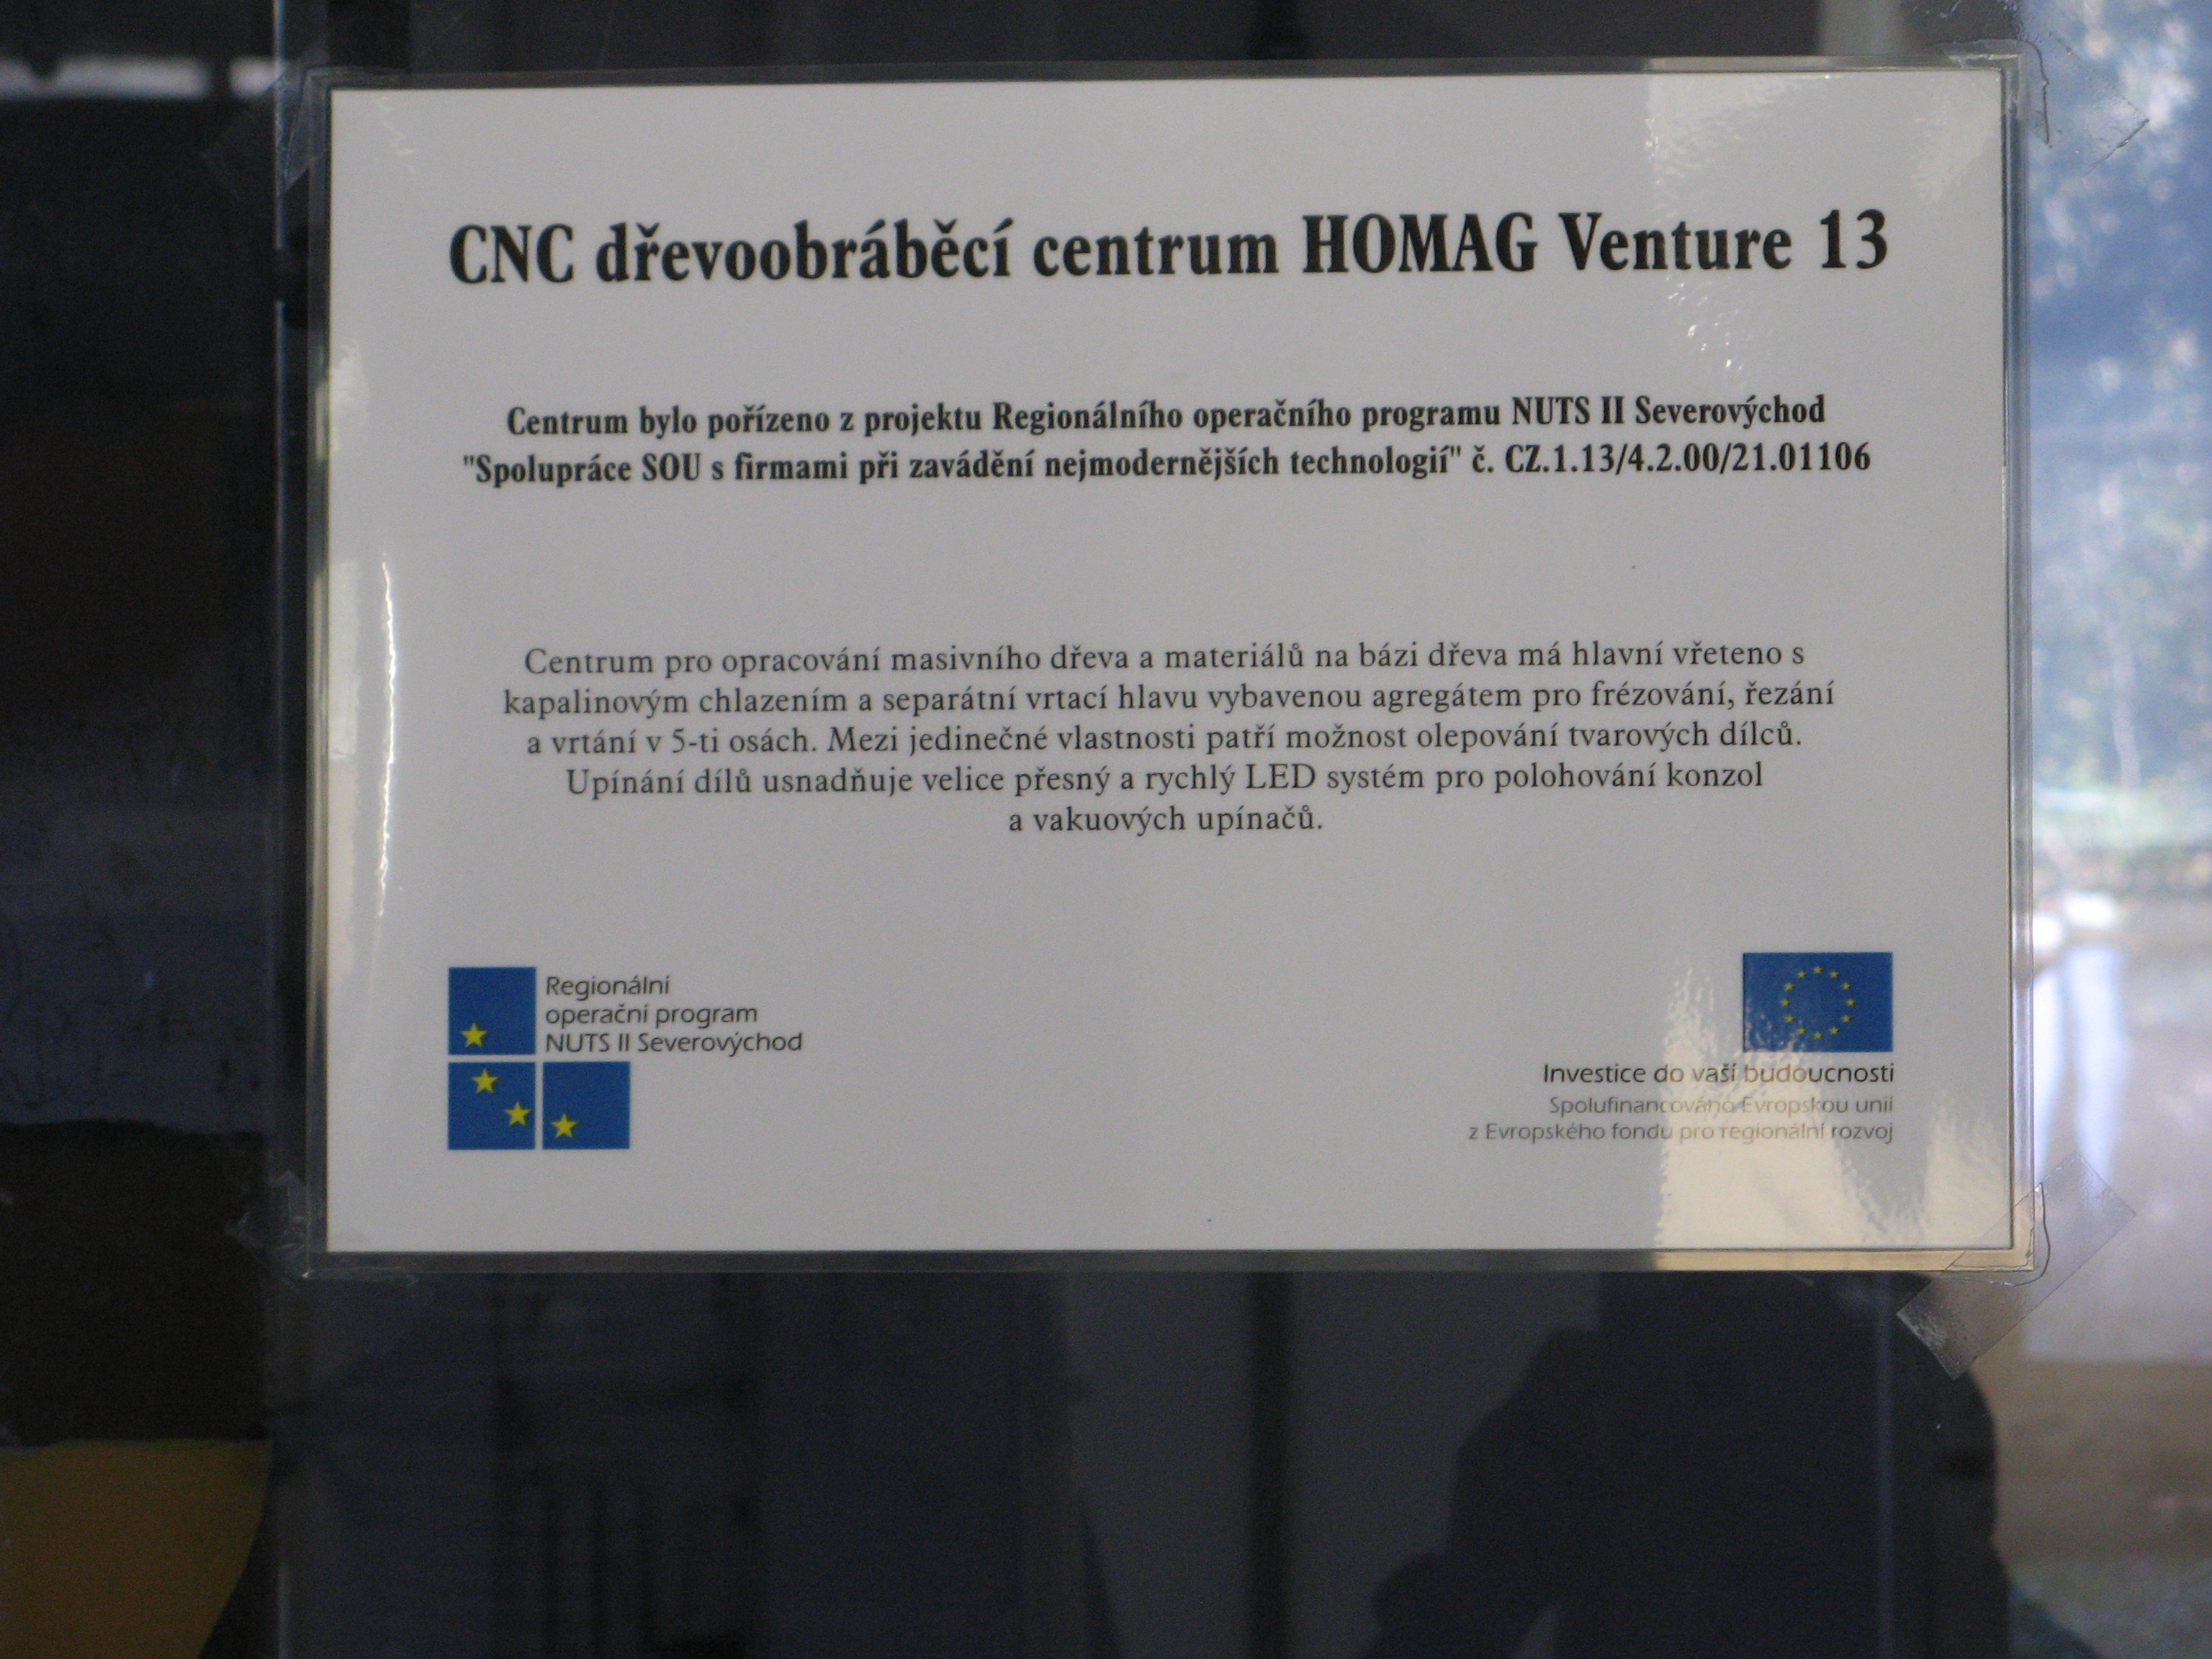 CNC dřevoobráběcí centrum HOMAG Venture 13
Centrum bylo pořízeno z projektu Regionálního operačního programu NUTS II Severovýchod
"Spolupráce SOU s firmami při zavádění nejmodernějších technologií" č. CZ.1.13/4.2.00/21.01106
Centrum pro opracování masivního dřeva a materiálů na bázi dřeva má hlavní vřeteno s
kapalinovým chlazením a separátní vrtací hlavu vybavenou agregátem pro frézování, řezání
a vrtání v 5-ti osách. Mezi jedinečné vlastnosti patří možnost olepování tvarových dílců.
Upínání dílů usnadňuje velice přesný a rychlý LED systém pro polohování konzol
a vakuových upínačů.
Regionální
operační program
NUTS II Severovýchod
Investice do vaší budoucnosti
Spolufinancováno Evropskou unií
z Evropského fondu pro regionální rozvoj